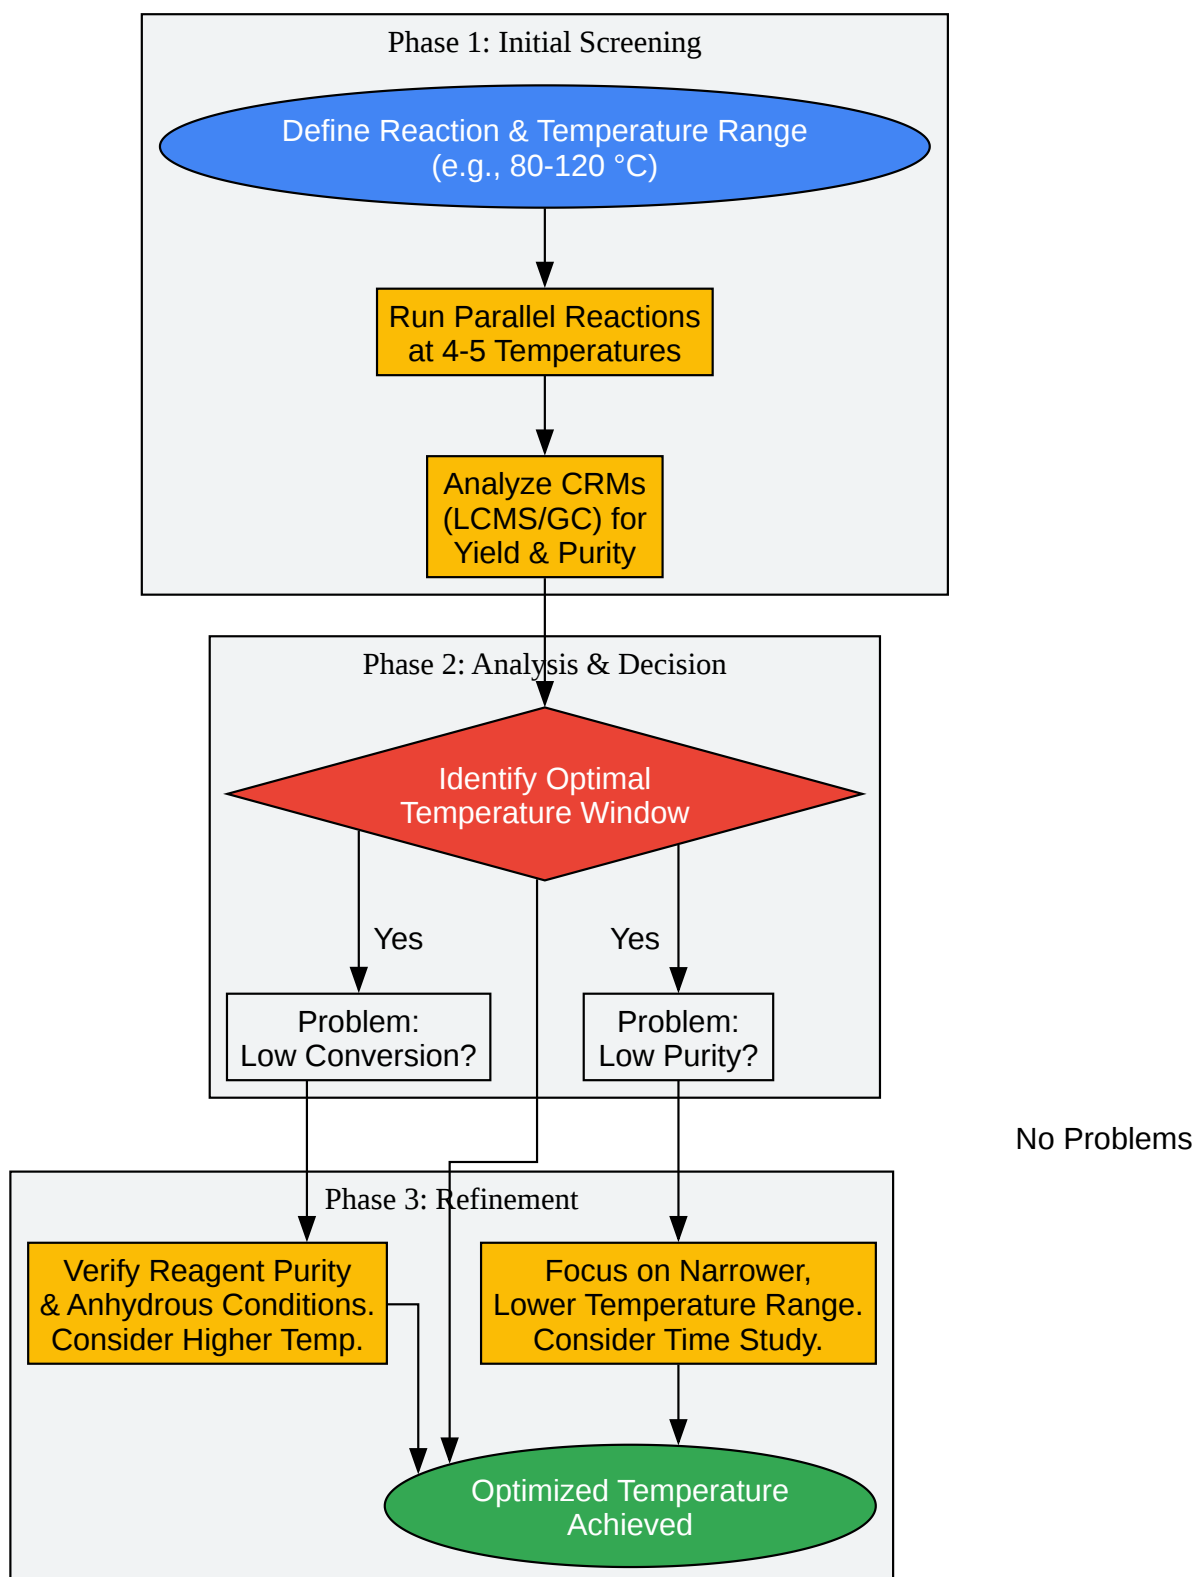 Phase 1: Initial Screening
Define Reaction & Temperature Range
(e.g., 80-120 °C)
Run Parallel Reactions
at 4-5 Temperatures
Analyze CRMs
(LCMS/GC) for
Yield & Purity
Phase 2: Analysis & Decision
Identify Optimal
Temperature Window
Yes
Yes
Problem:
Low Conversion?
Problem:
Low Purity?
No Problems
Phase 3: Refinement
Verify Reagent Purity
& Anhydrous Conditions.
Consider Higher Temp.
Focus on Narrower,
Lower Temperature Range.
Consider Time Study.
Optimized Temperature
Achieved